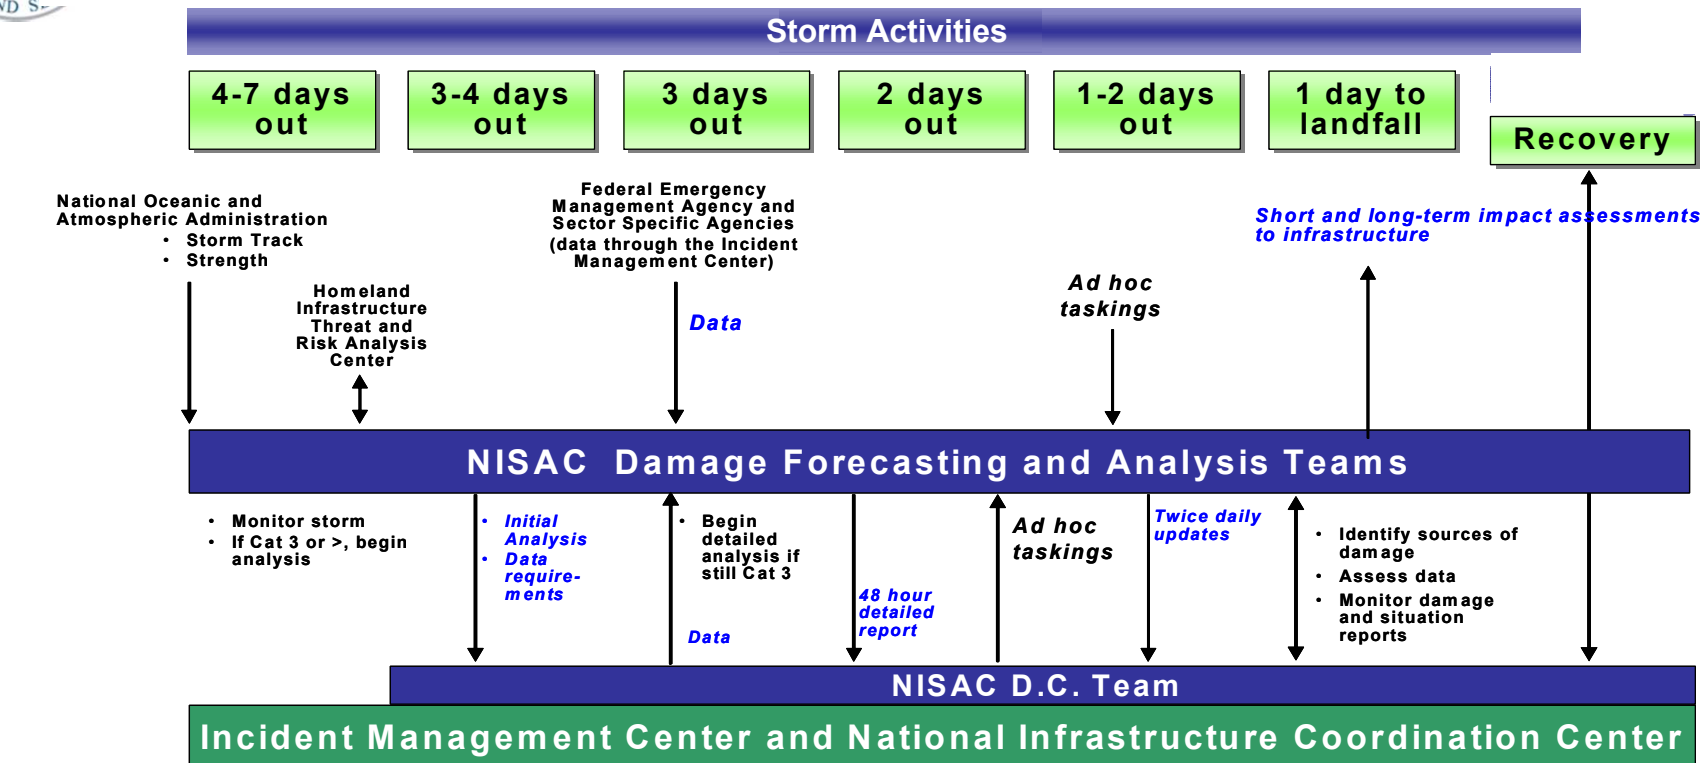 ND S
Storm Activities
4-7 days
out
3-4 days
out
3 days
out
2 days
out
1-2 days
out
1 day to
landfall
Recovery
National Oceanic and
Atmospheric Administration
• Storm Track
• Strength
Homeland
Infrastructure
Threat and
Risk Analysis
Center
Federal Emergency
Management Agency and
Sector Specific Agencies
(data through the Incident
Management Center)
Data
Ad hoc
taskings
Short and long-term impact assessments
to infrastructure
NISAC Damage Forecasting and Analysis Teams
• Monitor storm
• If Cat 3 or >, begin
analysis
• Initial
Analysis
• Data
require-
ments
• Begin
detailed
analysis if
still Cat 3
Data
48 hour
detailed
report
Ad hoc
taskings
Twice daily
updates
• Identify sources of
damage
• Assess data
• Monitor damage
and situation
reports
NISAC D.C. Team
Incident Management Center and National Infrastructure Coordination Center